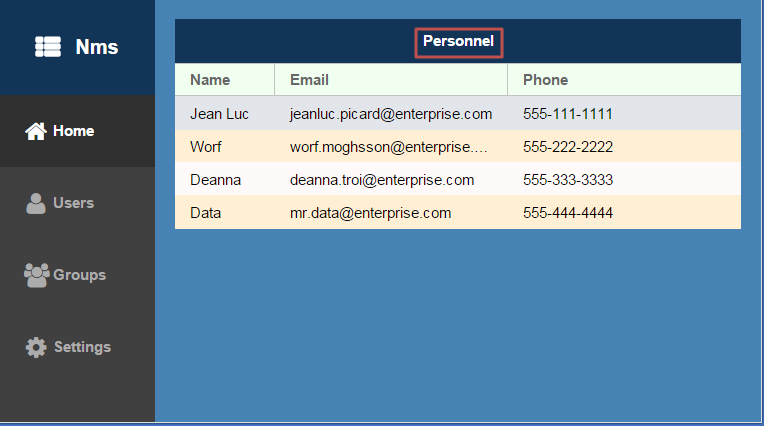 Nms
Home
Users
Groups
Settings
Personnel
Name Email Phone
Jean Luc jeanluc.picard@enterprise.com 555-111-1111
Worf worf.moghsson@enterprise.... 555-222-2222
Deanna deanna.troi@enterprise.com 555-333-3333
Data mr.data@enterprise.com 555-444-4444